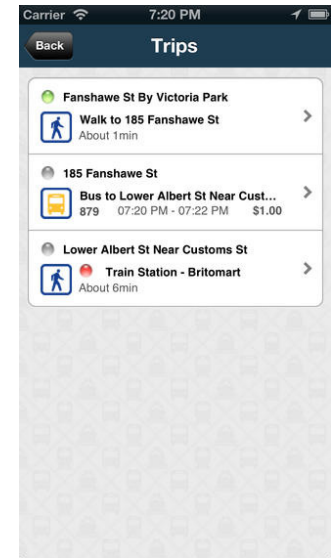 Carrier 7:20 PM
Back Trips
Fanshawe St By Victoria Park
Walk to 185 Fanshawe St
About 1min
185 Fanshawe St
Bus to Lower Albert St Near Cust...
879 07:20 PM - 07:22 PM $1.00
Lower Albert St Near Customs St
Train Station - Britomart
About 6min